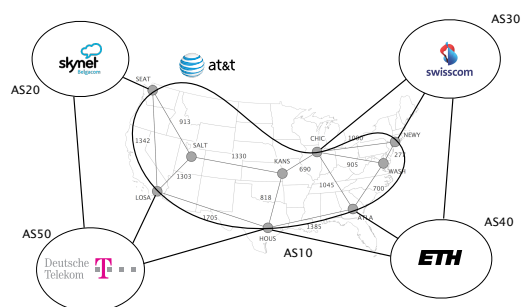 AS30
skynet
Belgacom
at&t
swisscom
AS20
SEAT
913
CHIC
1000
NEWY
1342
SALT
1330
KANS
690
905
271
WASH
1303
1045
700
818
LOSA
1705
ATLA
AS40
AS50
HOUS
1385
AS10
Deutsche
Telekom
T
ETH